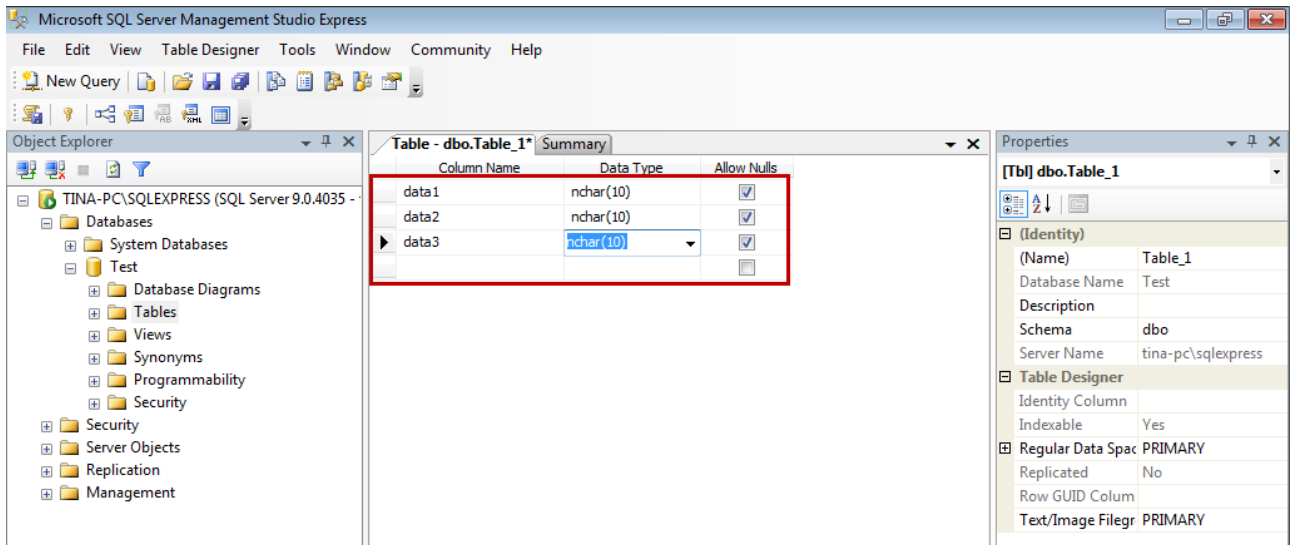 Microsoft SQL Server Management Studio Express
File Edit View Table Designer Tools Window Community Help
New Query
Object Explorer
TINA-PC\SQLEXPRESS (SQL Server 9.0.4035 -
Databases
System Databases
Test
Database Diagrams
Tables
Views
Synonyms
Programmability
Security
Security
Server Objects
Replication
Management
Table - dbo.Table_1* Summary
Column Name Data Type Allow Nulls
data1 nchar(10)
data2 nchar(10)
data3 nchar(10)
Properties
[Tbl] dbo.Table_1
(Identity)
(Name) Table_1
Database Name Test
Description
Schema dbo
Server Name tina-pc\sqlexpress
Table Designer
Identity Column
Indexable Yes
Regular Data Spac PRIMARY
Replicated No
Row GUID Colum
Text/Image Filegr PRIMARY